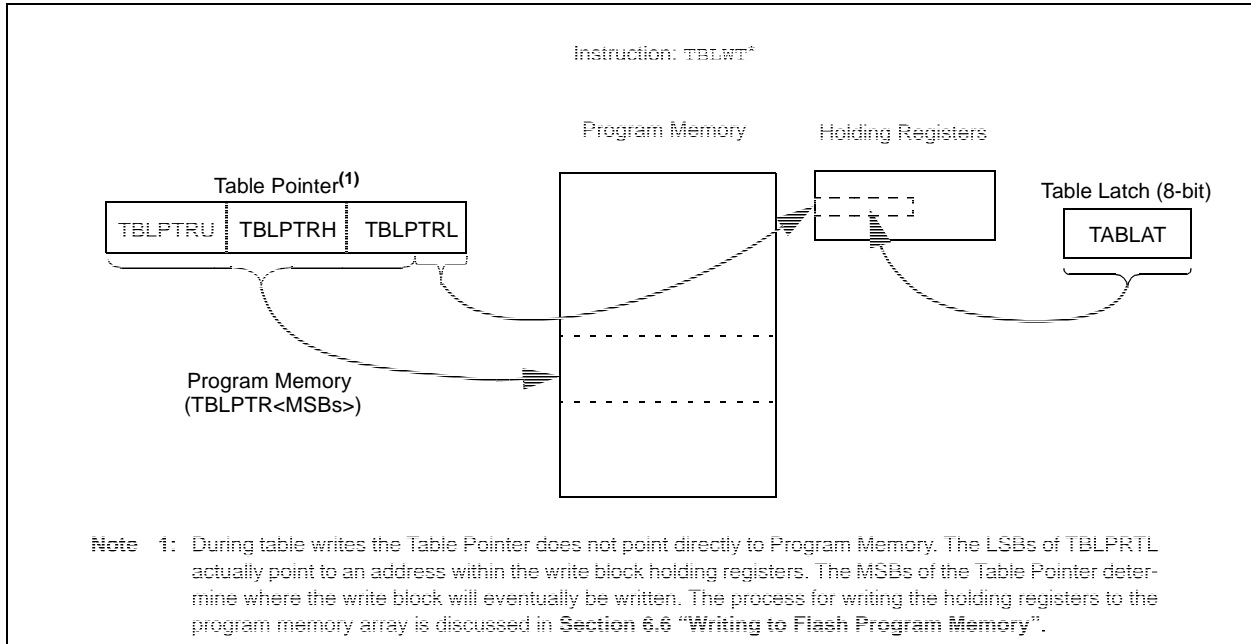 Instruction: TBLWT*
Program Memory
Holding Registers
Table Pointer(1)
Table Latch (8-bit)
TBLPTRU TBLPTRH TBLPTRL
TABLAT
Program Memory
(TBLPTR<MSBs>)
Note 1: During table writes the Table Pointer does not point directly to Program Memory. The LSBs of TBLPRTL
actually point to an address within the write block holding registers. The MSBs of the Table Pointer deter-
mine where the write block will eventually be written. The process for writing the holding registers to the
program memory array is discussed in Section 6.6 “Writing to Flash Program Memory”.